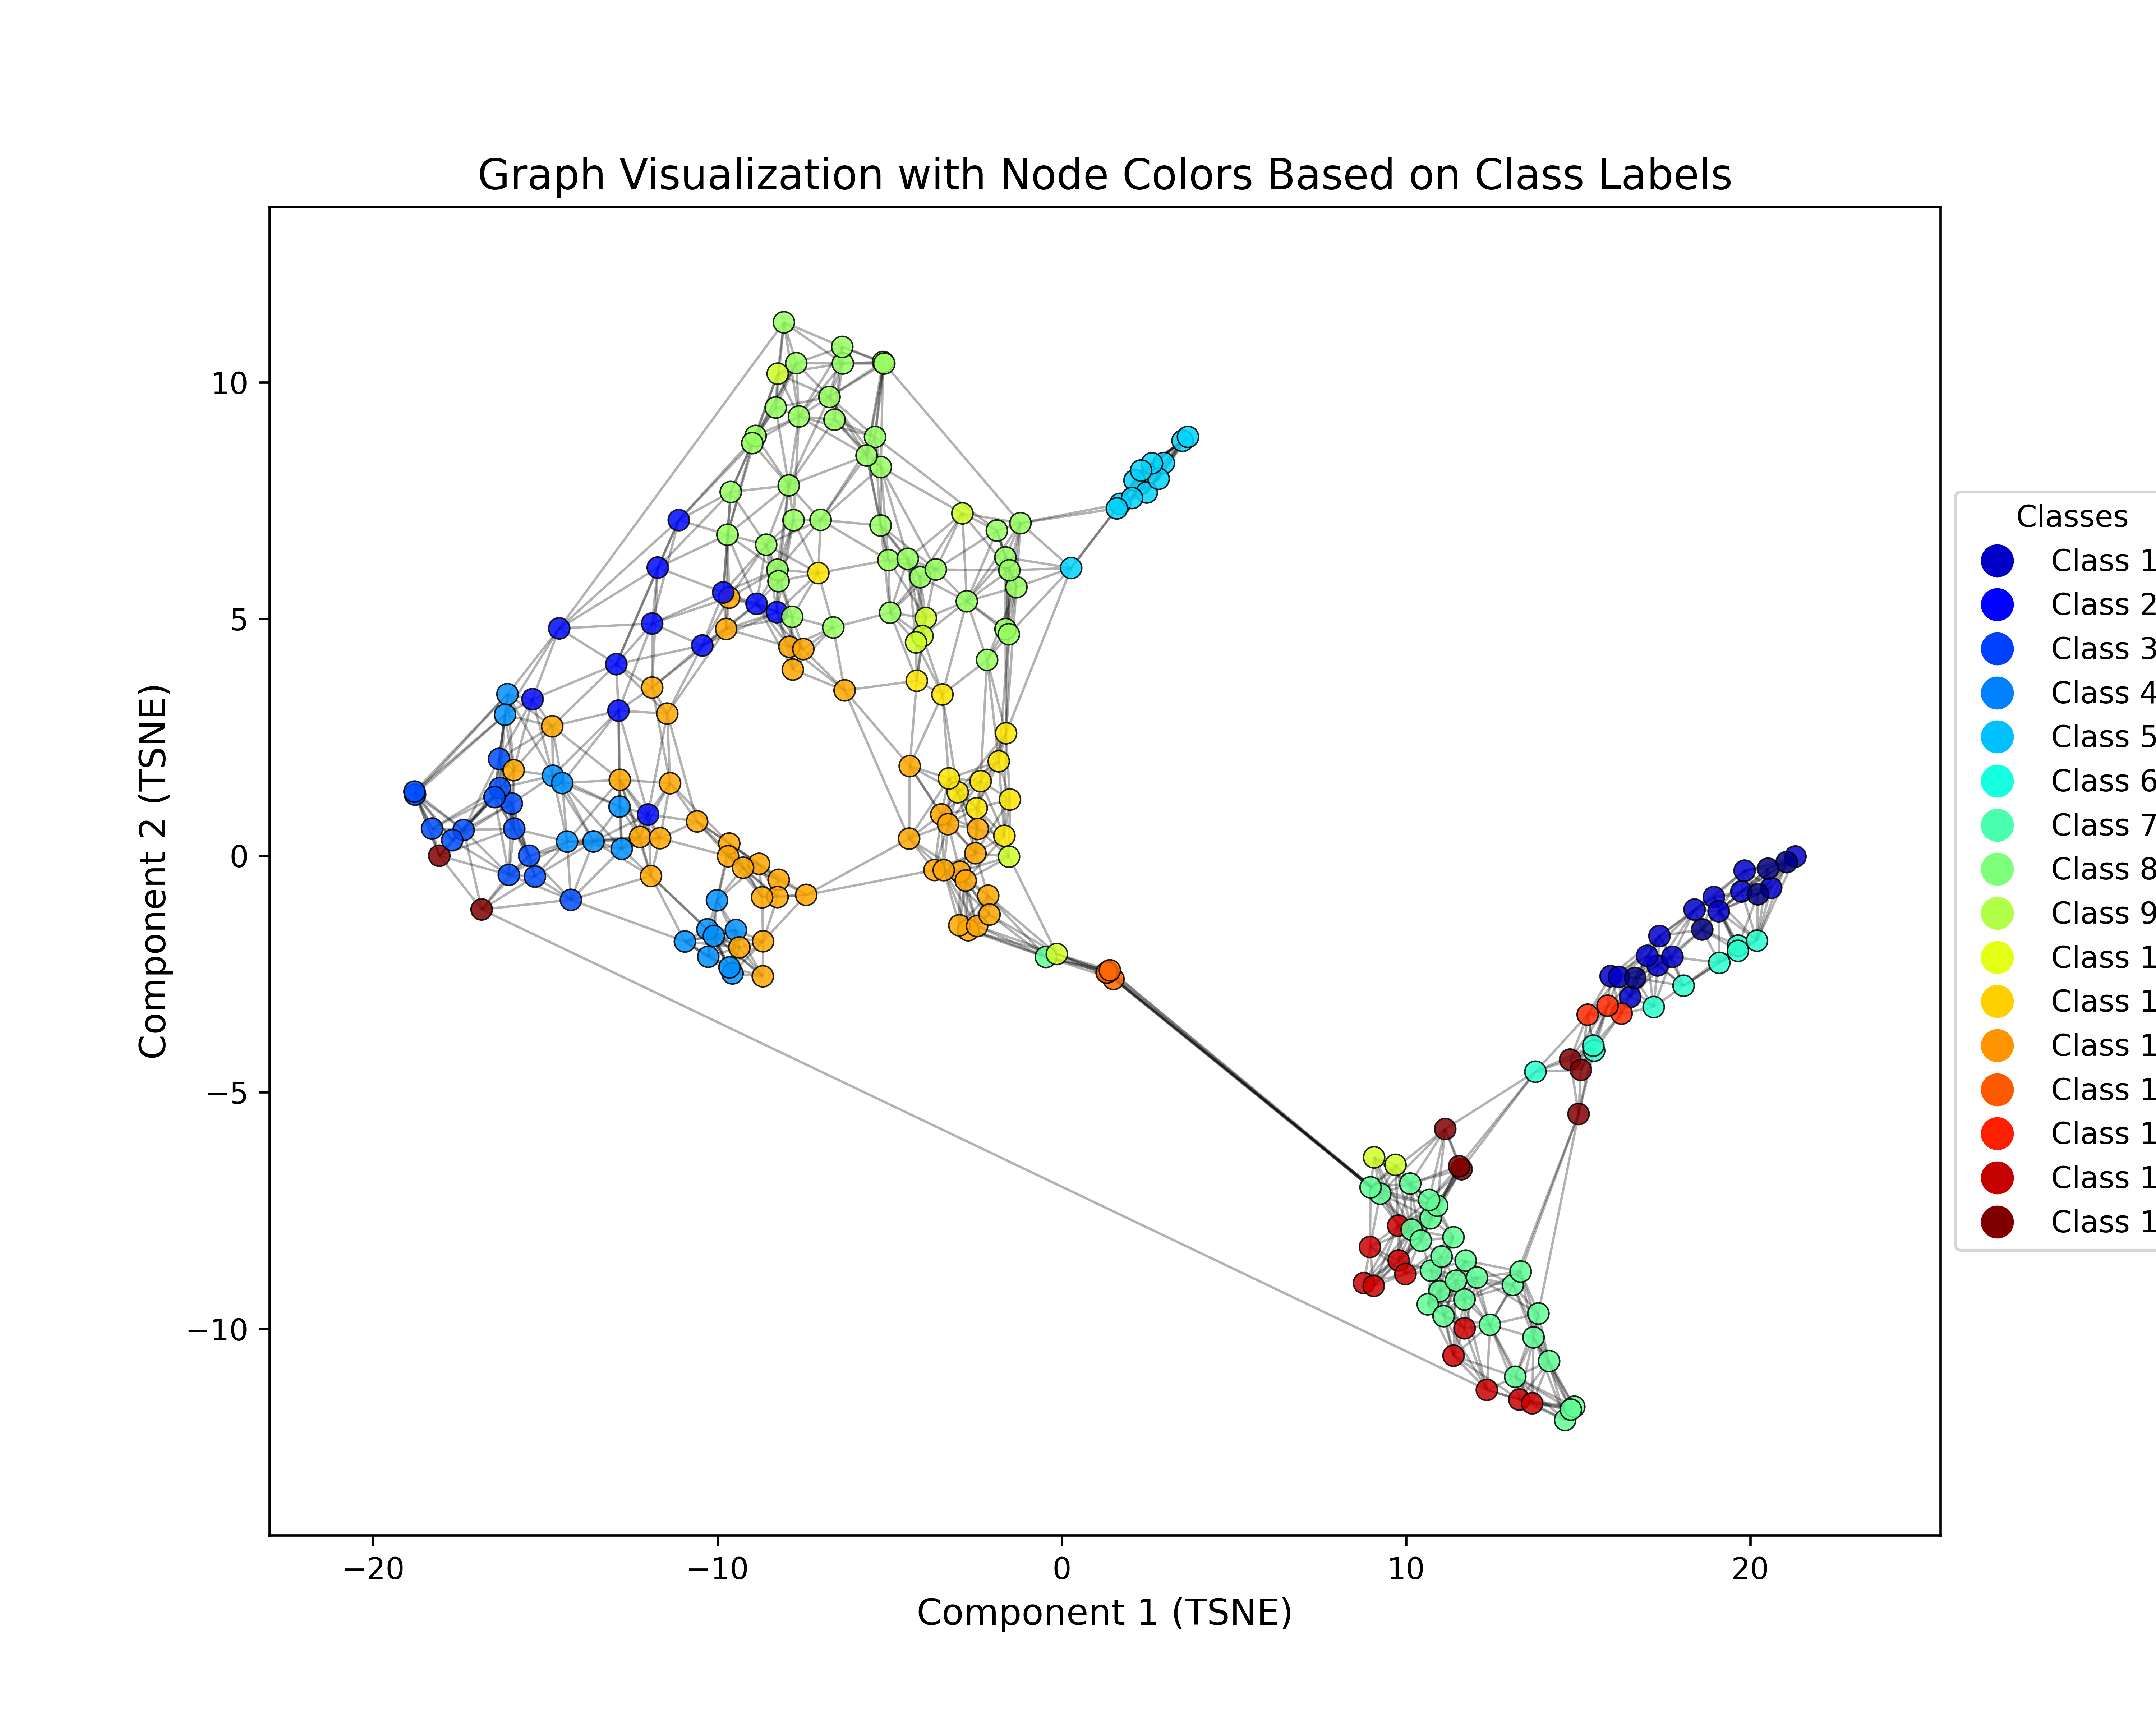 Graph Visualization with Node Colors Based on Class Labels
Component 2 (TSNE)
10
5
0
−5
−10
−20
−10
0
10
20
Component 1 (TSNE)
Classes
Class 1
Class 2
Class 3
Class 4
Class 5
Class 6
Class 7
Class 8
Class 9
Class 1
Class 1
Class 1
Class 1
Class 1
Class 1
Class 1